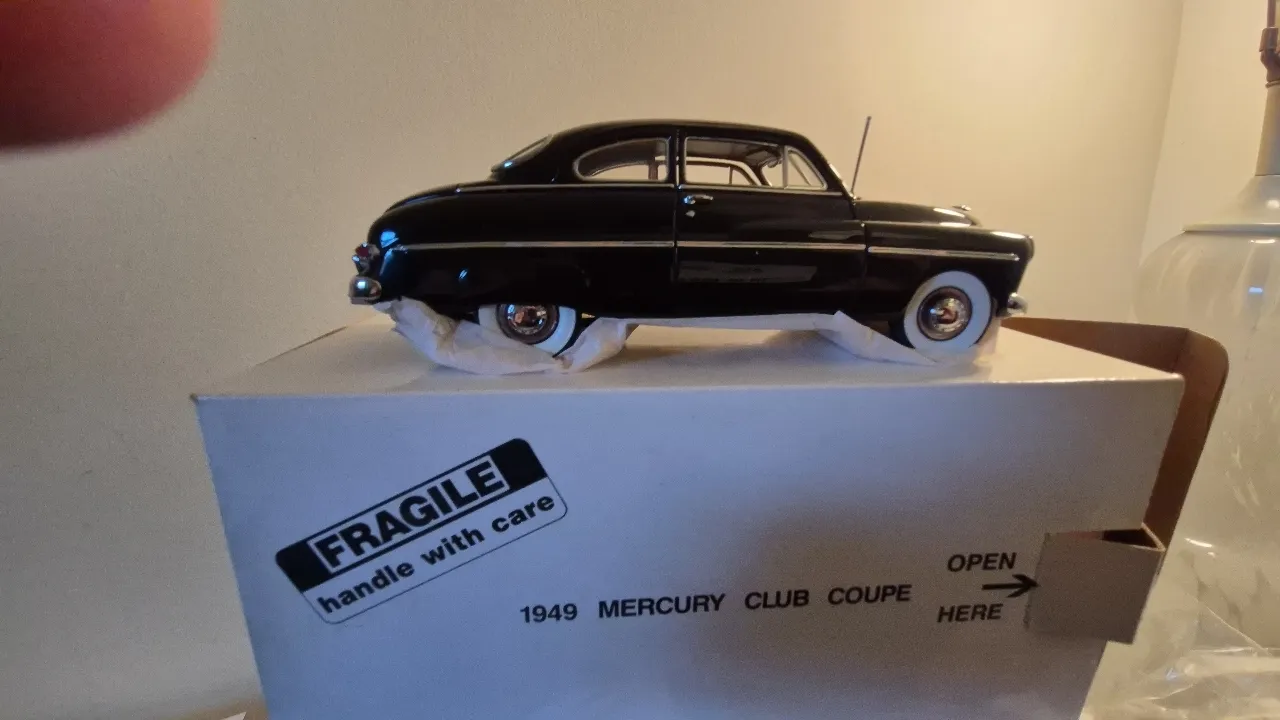 FRAGILE
handle with care
1949 MERCURY CLUB COUPE
OPEN
HERE